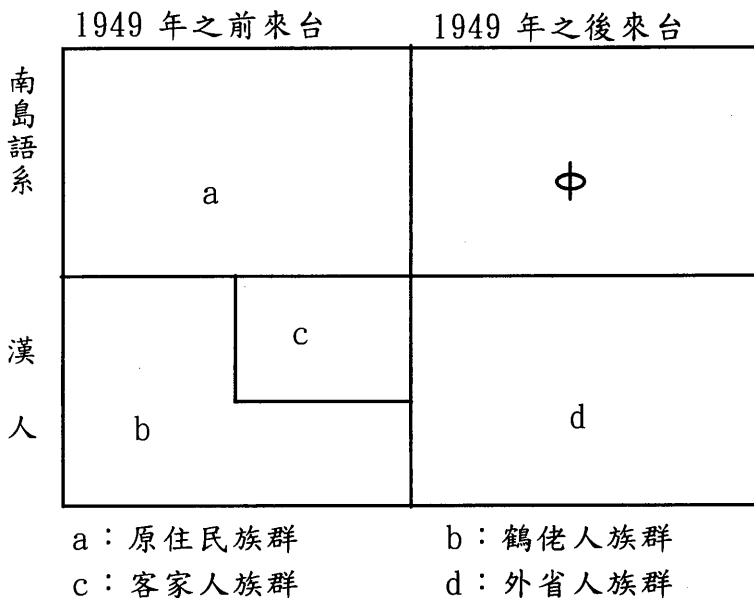 1949 年之前來台 1949 年之後來台
南島語系
a
ф
漢人
c
b
d
a：原住民族群 b：鶴佬人族群
c：客家人族群 d：外省人族群